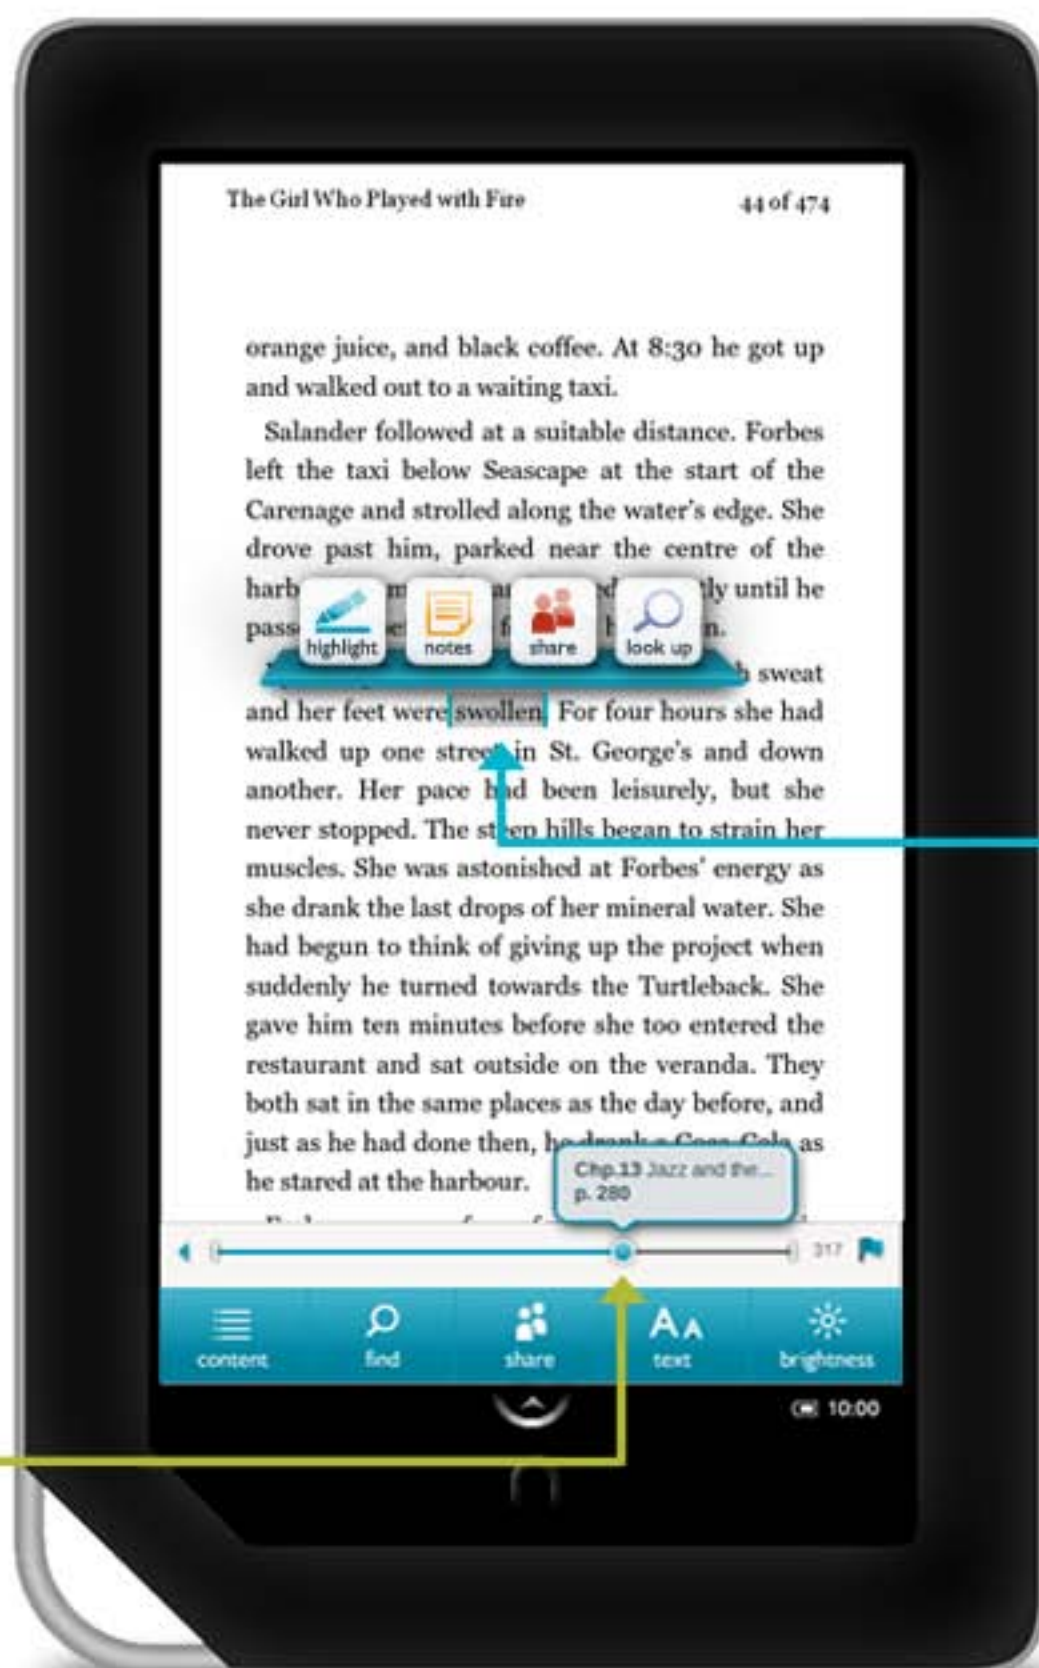 The Girl Who Played with Fire 44 of 474
orange juice, and black coffee. At 8:30 he got up
and walked out to a waiting taxi.
Salander followed at a suitable distance. Forbes
left the taxi below Seascape at the start of the
Carenage and strolled along the water's edge. She
drove past him, parked near the centre of the
harb until he
pass
highlight notes share look up
sweat
and her feet were swollen. For four hours she had
walked up one street in St. George's and down
another. Her pace had been leisurely, but she
never stopped. The steep hills began to strain her
muscles. She was astonished at Forbes' energy as
she drank the last drops of her mineral water. She
had begun to think of giving up the project when
suddenly he turned towards the Turtleback. She
gave him ten minutes before she too entered the
restaurant and sat outside on the veranda. They
both sat in the same places as the day before, and
just as he had done then, he drank a Coca-Cola as
he stared at the harbour.
Chp.13 Jazz and the...
p. 280
317
content find share AA text brightness
10:00